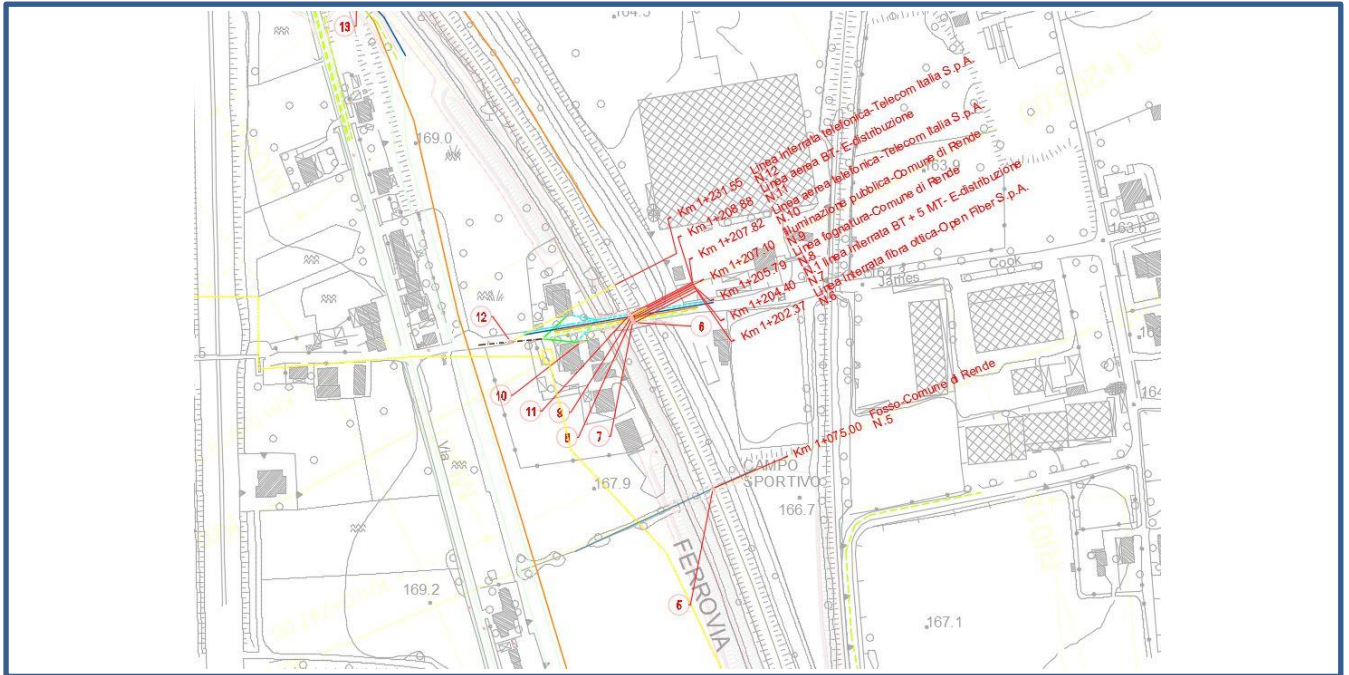 13
164.5
169.0
Km 1+231.55 Linea interrata telefonica-Telecom Italia S.p.A.
N.12
Km 1+208.88 Linea aerea BT- E-distribuzione
N.11
Km 1+207.82 Linea aerea telefonica-Telecom Italia S.p.A.
N.10
Km 1+207.10 Illuminazione pubblica-Comune di Rende
N.9
Km 1+205.79 Linea fognatura-Comune di Rende
N.8
Km 1+204.40 N.1 linea interrata BT + 5 MT- E-distribuzione
N.7
Km 1+202.37 Linea interrata fibra ottica-Open Fiber S.p.A.
N.6
163.6
James Cook
12
6
10
11
9
8
7
Km 1+075.00 Fosso-Comune di Rende
N.5
CAMPO
SPORTIVO
Via
167.9
166.7
FERROVIA
169.2
5
167.1